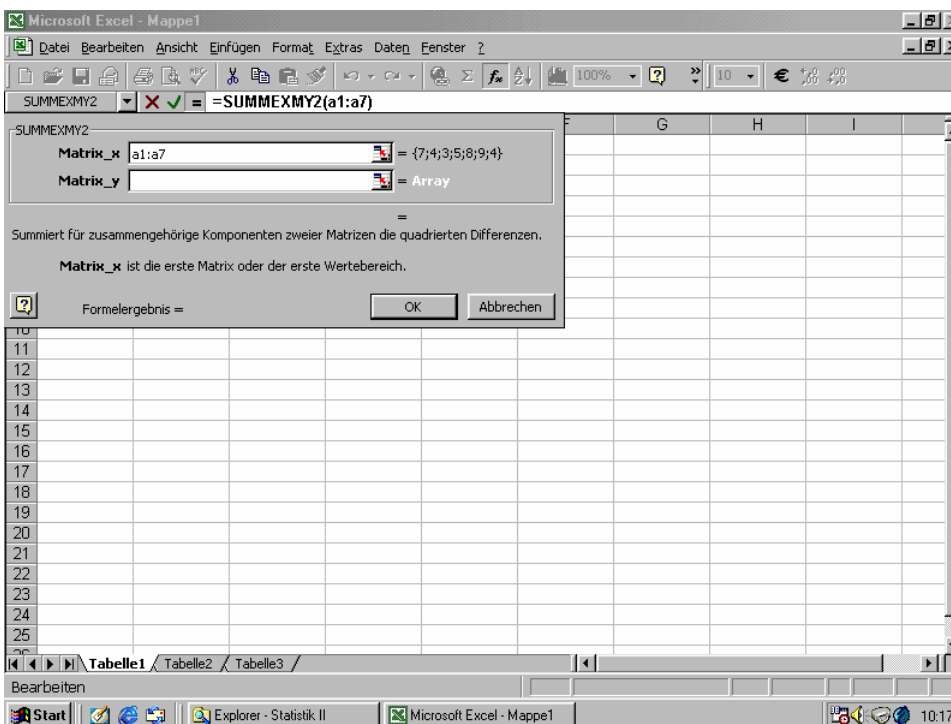 Microsoft Excel - Mappe1
Datei Bearbeiten Ansicht Einfügen Format Extras Daten Fenster ?
100% 10 €
SUMMEXMY2 = =SUMMEXMY2(a1:a7)
F G H I
SUMMEXMY2
Matrix_x a1:a7 = {7;4;3;5;8;9;4}
Matrix_y = Array
=
Summiert für zusammengehörige Komponenten zweier Matrizen die quadrierten Differenzen.
Matrix_x ist die erste Matrix oder der erste Wertebereich.
Formelergebnis =
OK Abbrechen
10
11
12
13
14
15
16
17
18
19
20
21
22
23
24
25
26
Tabelle1 Tabelle2 Tabelle3
Bearbeiten
Start Explorer - Statistik II Microsoft Excel - Mappe1 10:17